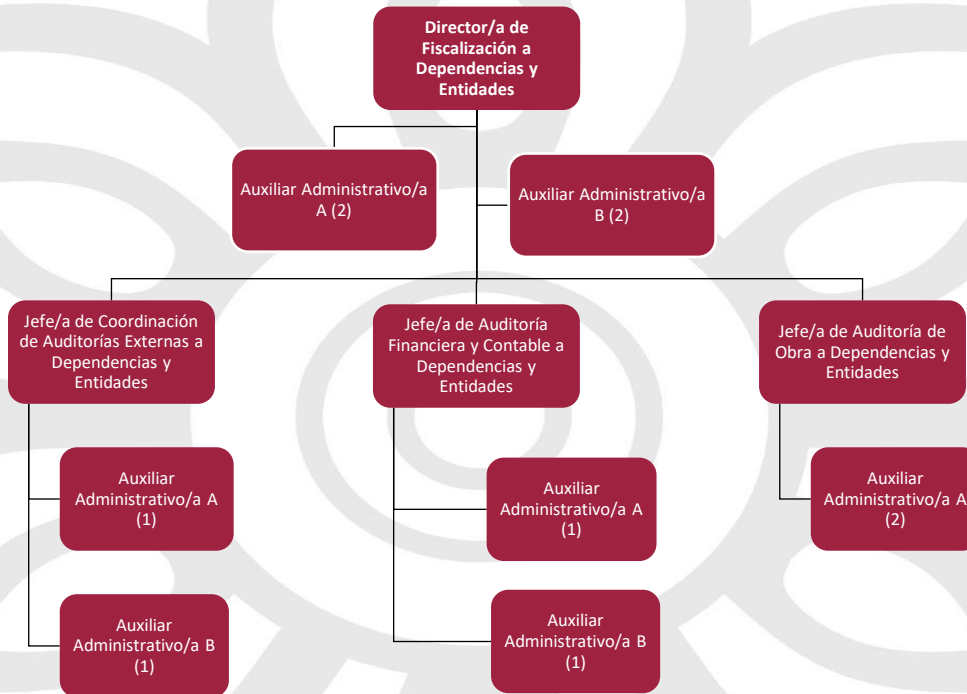 Director/a de
Fiscalización a
Dependencias y
Entidades
Auxiliar Administrativo/a
A (2)
Auxiliar Administrativo/a
B (2)
Jefe/a de Coordinación
de Auditorías Externas a
Dependencias y
Entidades
Jefe/a de Auditoría
Financiera y Contable a
Dependencias y
Entidades
Jefe/a de Auditoría de
Obra a Dependencias y
Entidades
Auxiliar
Administrativo/a A
(1)
Auxiliar
Administrativo/a A
(1)
Auxiliar
Administrativo/a A
(2)
Auxiliar
Administrativo/a B
(1)
Auxiliar
Administrativo/a B
(1)